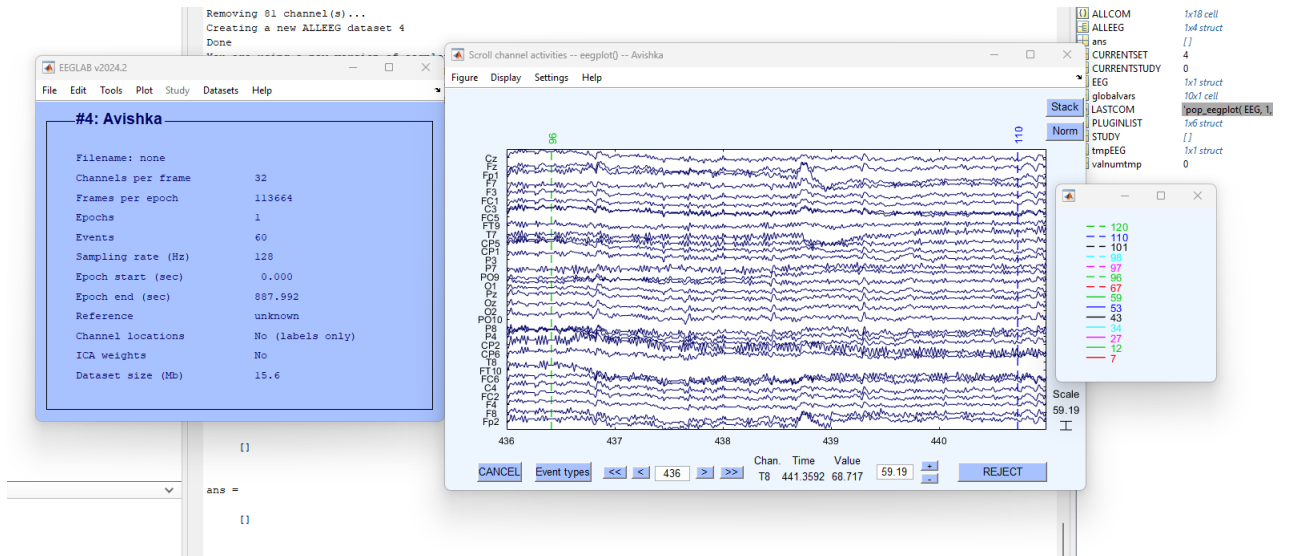 Removing 81 channel(s)...
Creating a new ALLEEG dataset 4
Done
EEGLAB v2024.2
File Edit Tools Plot Study Datasets Help
#4: Avishka
Filename: none
Channels per frame 32
Frames per epoch 113664
Epochs 1
Events 60
Sampling rate (Hz) 128
Epoch start (sec) 0.000
Epoch end (sec) 887.992
Reference unknown
Channel locations No (labels only)
ICA weights No
Dataset size (Mb) 15.6
[]
ans =
[]
Scroll channel activities -- eegplot() -- Avishka
Figure Display Settings Help
Stack
Norm
96
110
Cz
Fz
Fp1
F7
F3
FC1
C3
FC5
FT9
T7
CP5
CP1
P3
P7
PO9
O1
Pz
Oz
O2
PO10
P8
P4
CP2
CP6
T8
FT10
FC6
C4
FC2
F4
F8
Fp2
436 437 438 439 440
Scale
59.19
CANCEL Event types << < 436 > >>
Chan. Time Value
T8 441.3592 68.717
59.19
+
-
REJECT
ALLCOM 1x18 cell
ALLEEG 1x4 struct
ans []
CURRENTSET 4
CURRENTSTUDY 0
EEG 1x1 struct
globalvars 10x1 cell
LASTCOM 'pop_eegplot( EEG, 1,
PLUGINLIST 1x6 struct
STUDY []
tmpEEG 1x1 struct
valnumtmp 0
120
110
101
98
97
96
67
59
53
43
34
27
12
7